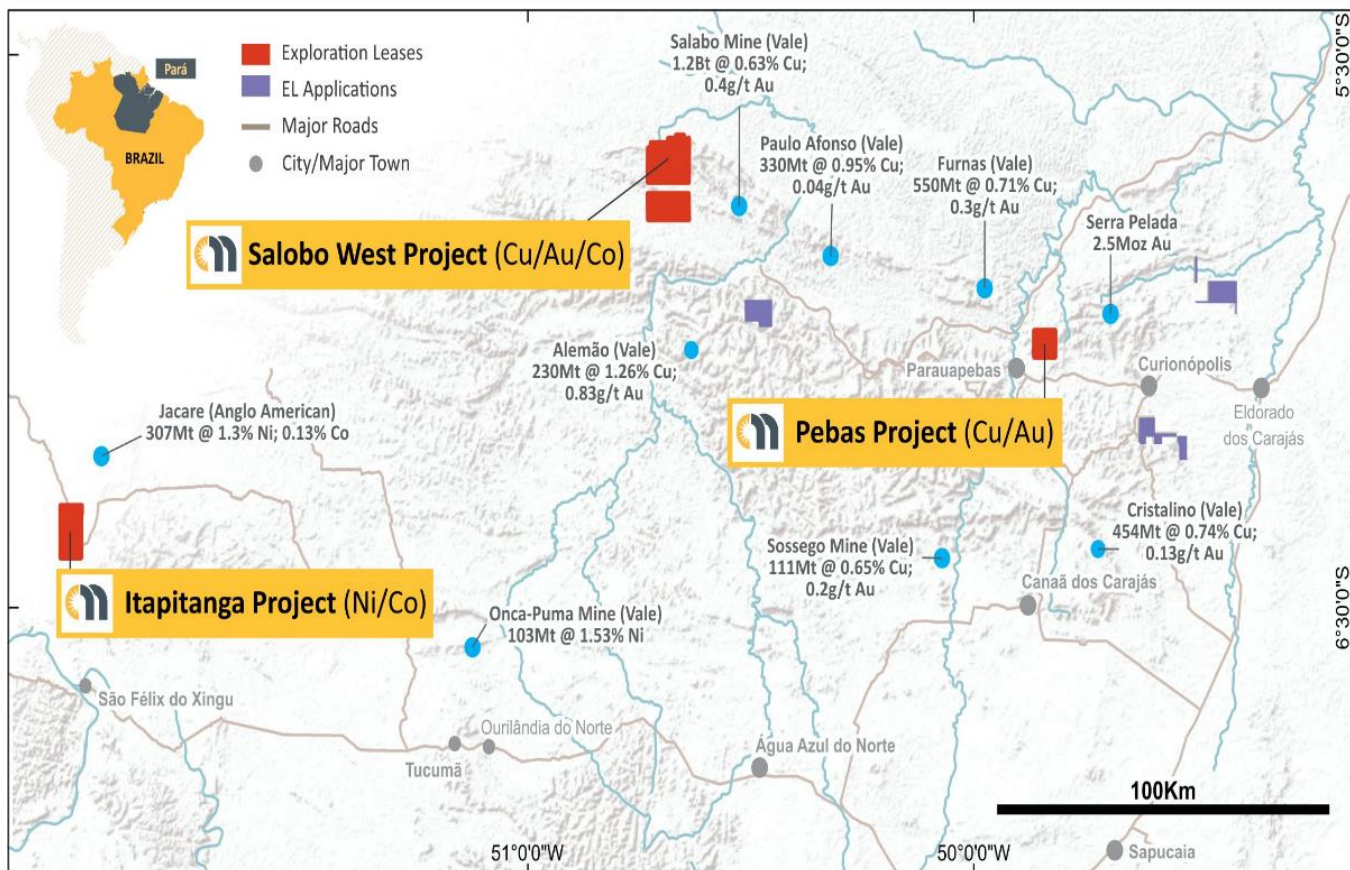 Exploration Leases
EL Applications
Major Roads
City/Major Town
Pará
BRAZIL
Salabo Mine (Vale)
1.2Bt @ 0.63% Cu;
0.4g/t Au
Paulo Afonso (Vale)
330Mt @ 0.95% Cu;
0.04g/t Au
Furnas (Vale)
550Mt @ 0.71% Cu;
0.3g/t Au
Serra Pelada
2.5Moz Au
5°30'0"S
Salobo West Project (Cu/Au/Co)
Alemão (Vale)
230Mt @ 1.26% Cu;
0.83g/t Au
Parauapebas
Curionópolis
Eldorado
dos Carajás
Jacare (Anglo American)
307Mt @ 1.3% Ni; 0.13% Co
Pebas Project (Cu/Au)
Cristalino (Vale)
454Mt @ 0.74% Cu;
0.13g/t Au
Sossego Mine (Vale)
111Mt @ 0.65% Cu;
0.2g/t Au
Canaã dos Carajás
Itapitanga Project (Ni/Co)
Onca-Puma Mine (Vale)
103Mt @ 1.53% Ni
6°30'0"S
São Félix do Xingu
Tucumã
Ourilândia do Norte
Água Azul do Norte
100Km
51°0'0"W
50°0'0"W
Sapucaia